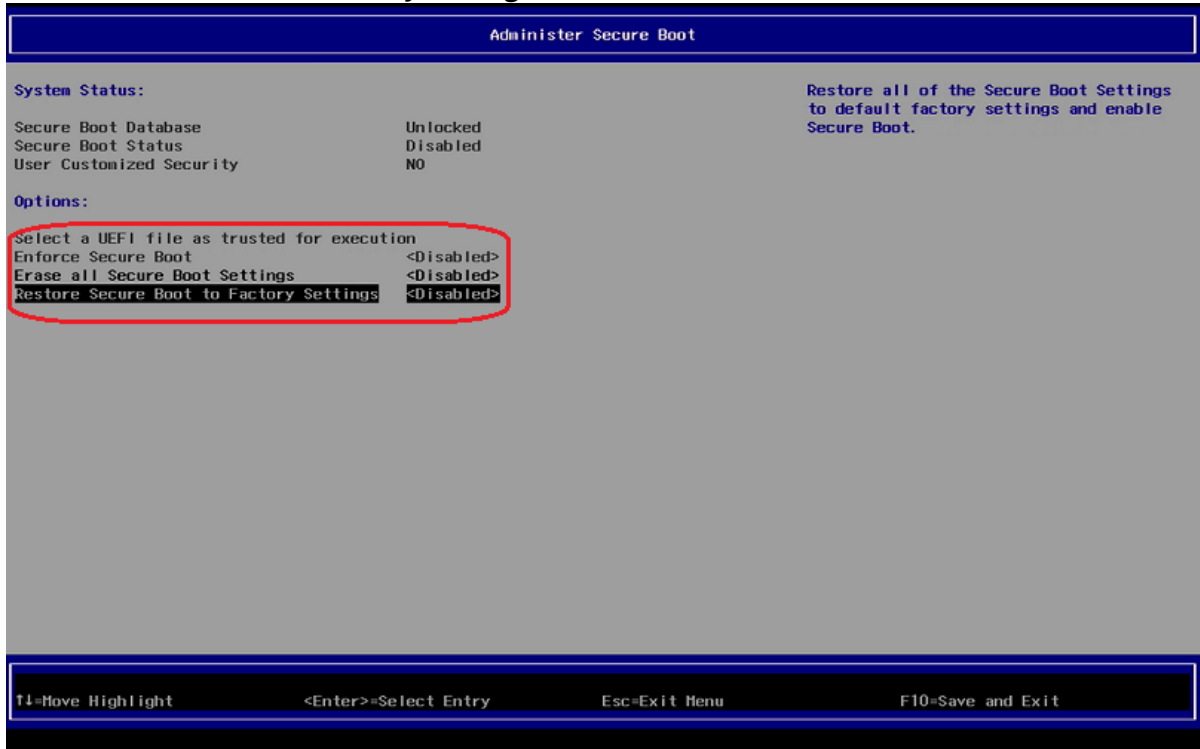 Administer Secure Boot
System Status:
Secure Boot Database Unlocked
Secure Boot Status Disabled
User Customized Security NO
Options:
Select a UEFI file as trusted for execution
Enforce Secure Boot <Disabled>
Erase all Secure Boot Settings <Disabled>
Restore Secure Boot to Factory Settings <Disabled>
Restore all of the Secure Boot Settings
to default factory settings and enable
Secure Boot.
↑↓=Move Highlight <Enter>=Select Entry Esc=Exit Menu F10=Save and Exit